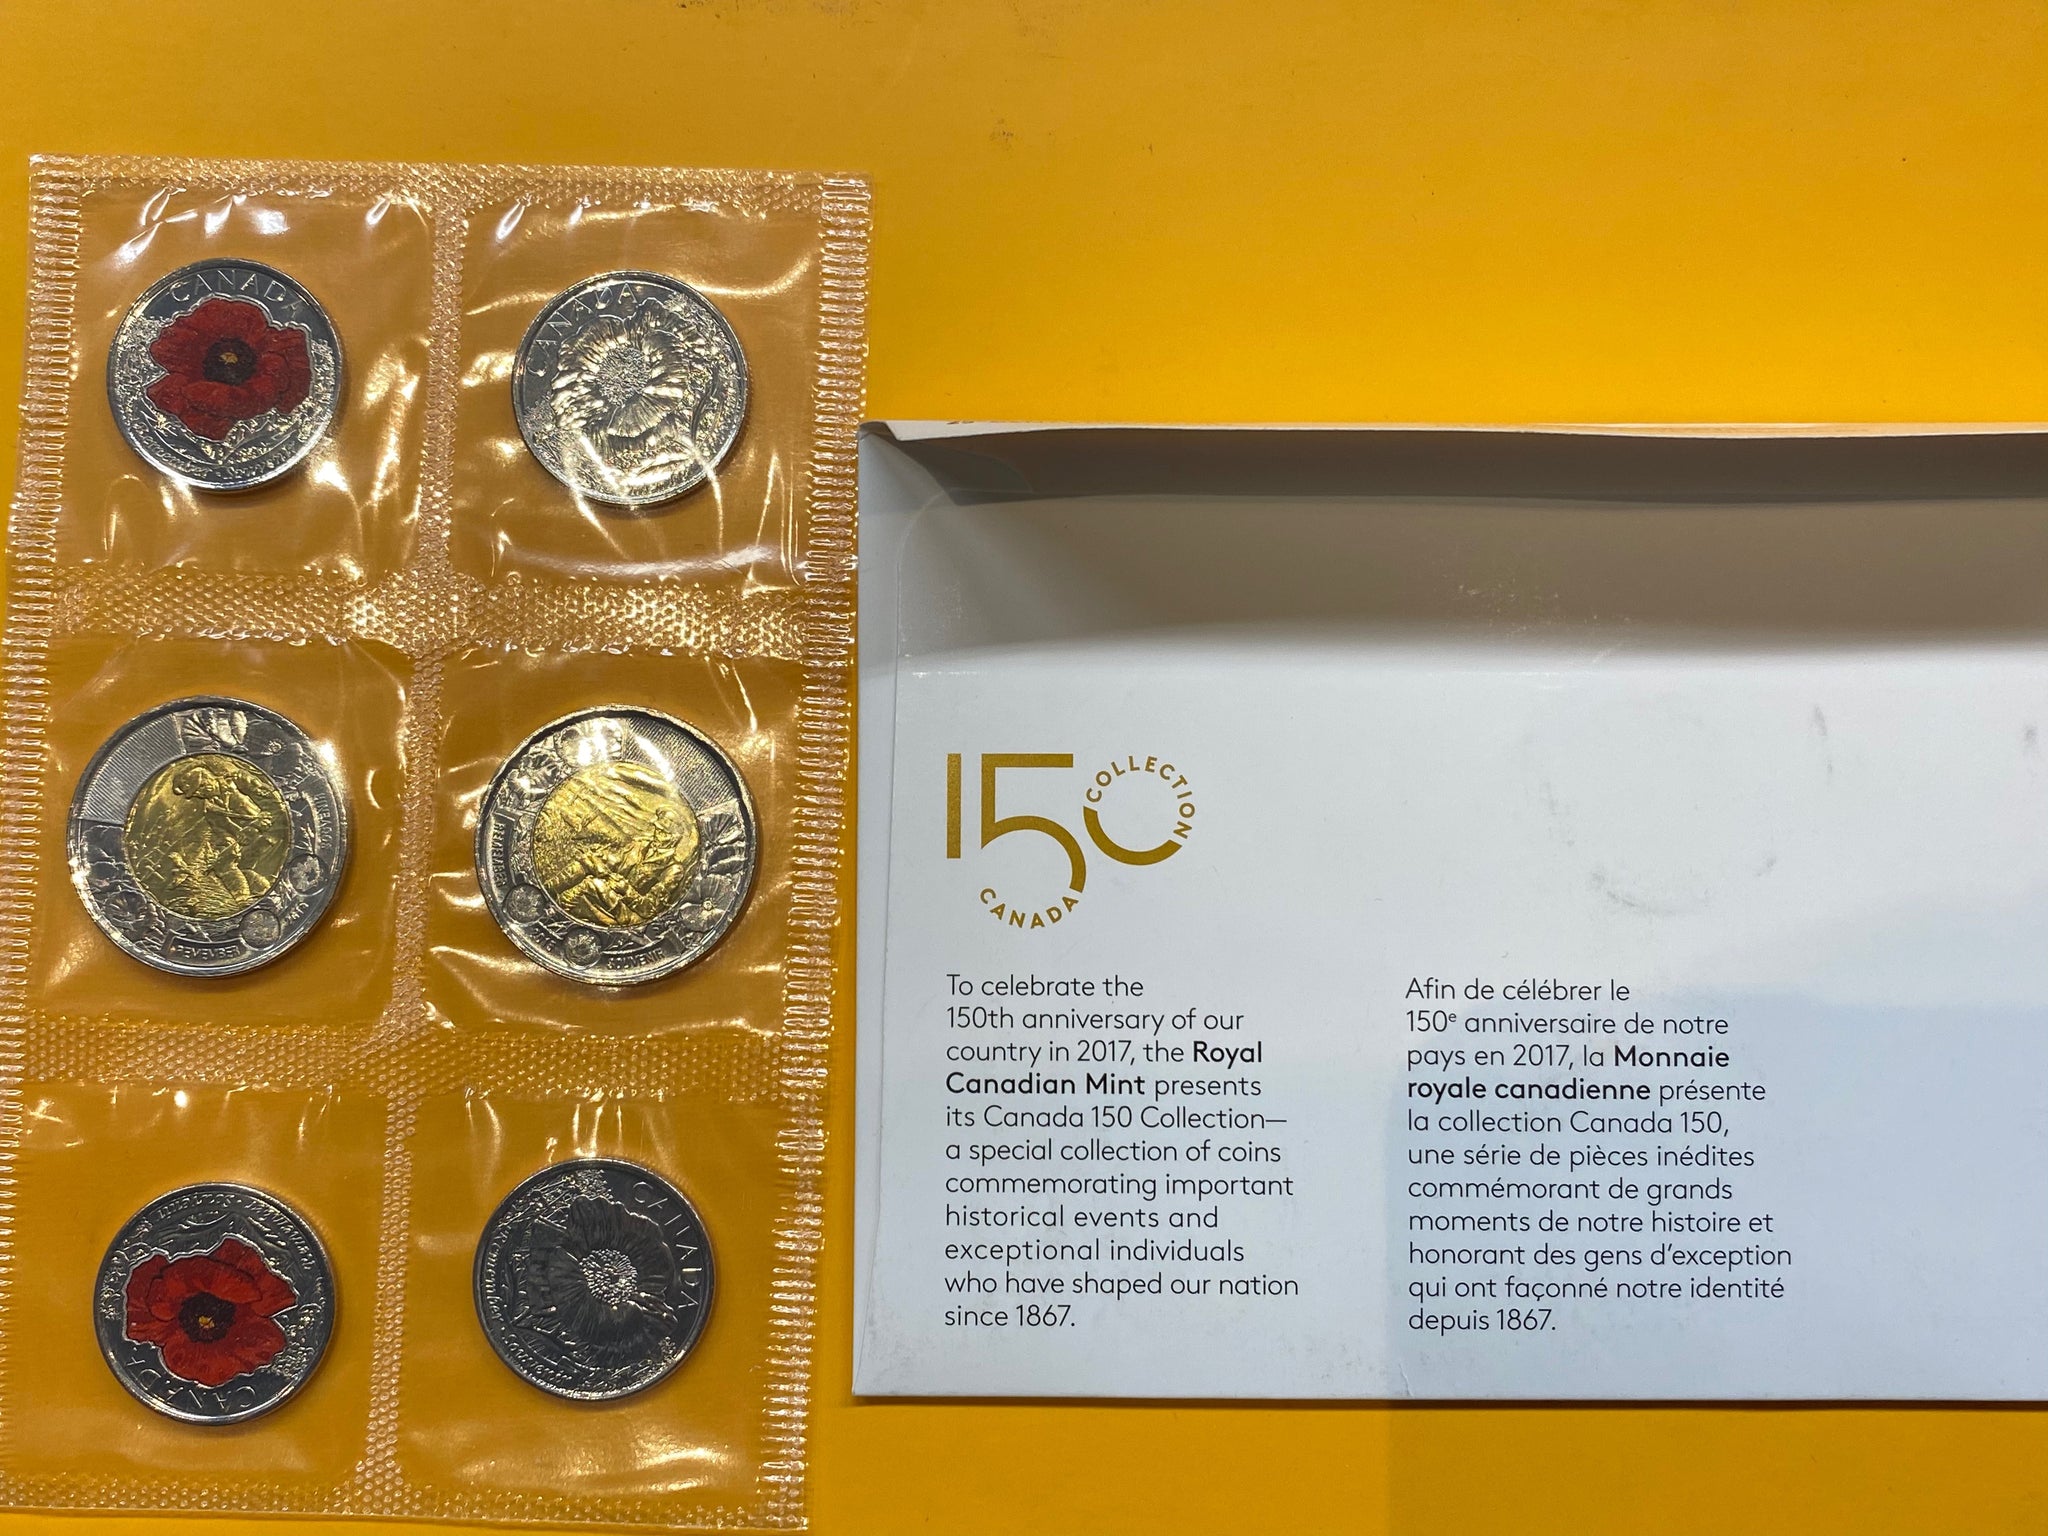 CANADA
CANADA
REMEMBER
REMEMBER
SOUVENIR
CANADA
CANADA
150
COLLECTION
CANADA
To celebrate the
150th anniversary of our
country in 2017, the Royal
Canadian Mint presents
its Canada 150 Collection—
a special collection of coins
commemorating important
historical events and
exceptional individuals
who have shaped our nation
since 1867.
Afin de célébrer le
150e anniversaire de notre
pays en 2017, la Monnaie
royale canadienne présente
la collection Canada 150,
une série de pièces inédites
commémorant de grands
moments de notre histoire et
honorant des gens d’exception
qui ont façonné notre identité
depuis 1867.